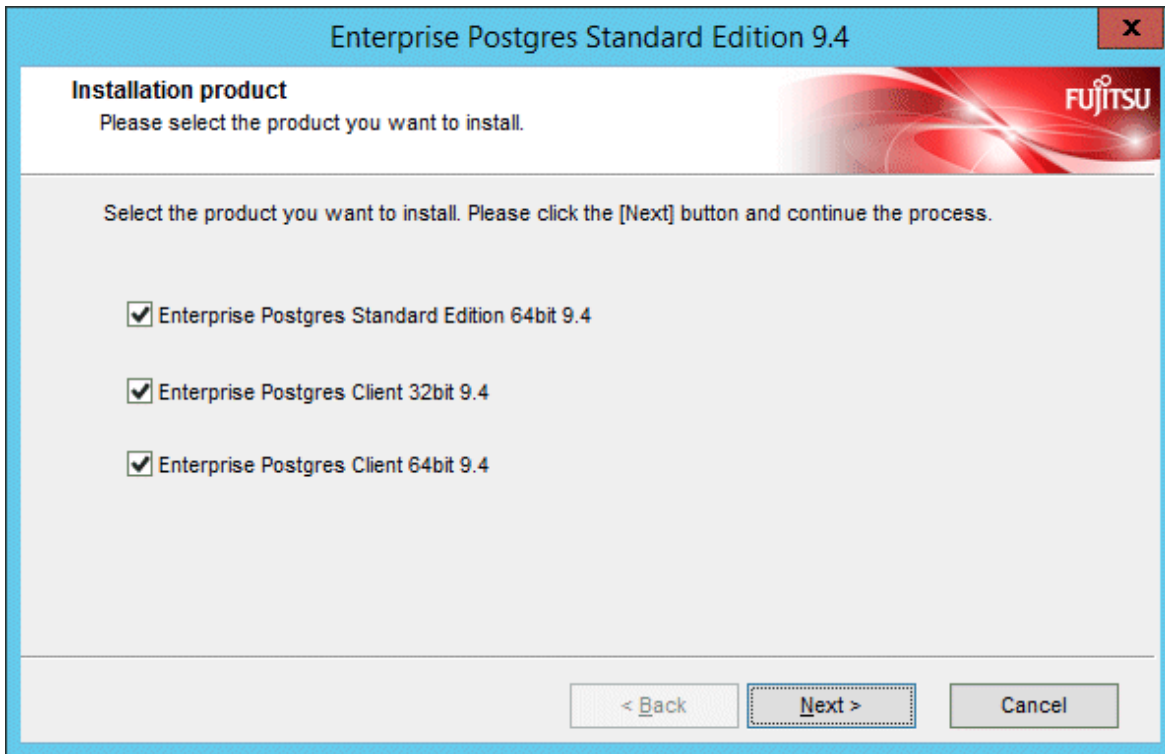 Enterprise Postgres Standard Edition 9.4
x
Installation product
Please select the product you want to install.
FUJITSU
Select the product you want to install. Please click the [Next] button and continue the process.
Enterprise Postgres Standard Edition 64bit 9.4
Enterprise Postgres Client 32bit 9.4
Enterprise Postgres Client 64bit 9.4
< Back Next > Cancel